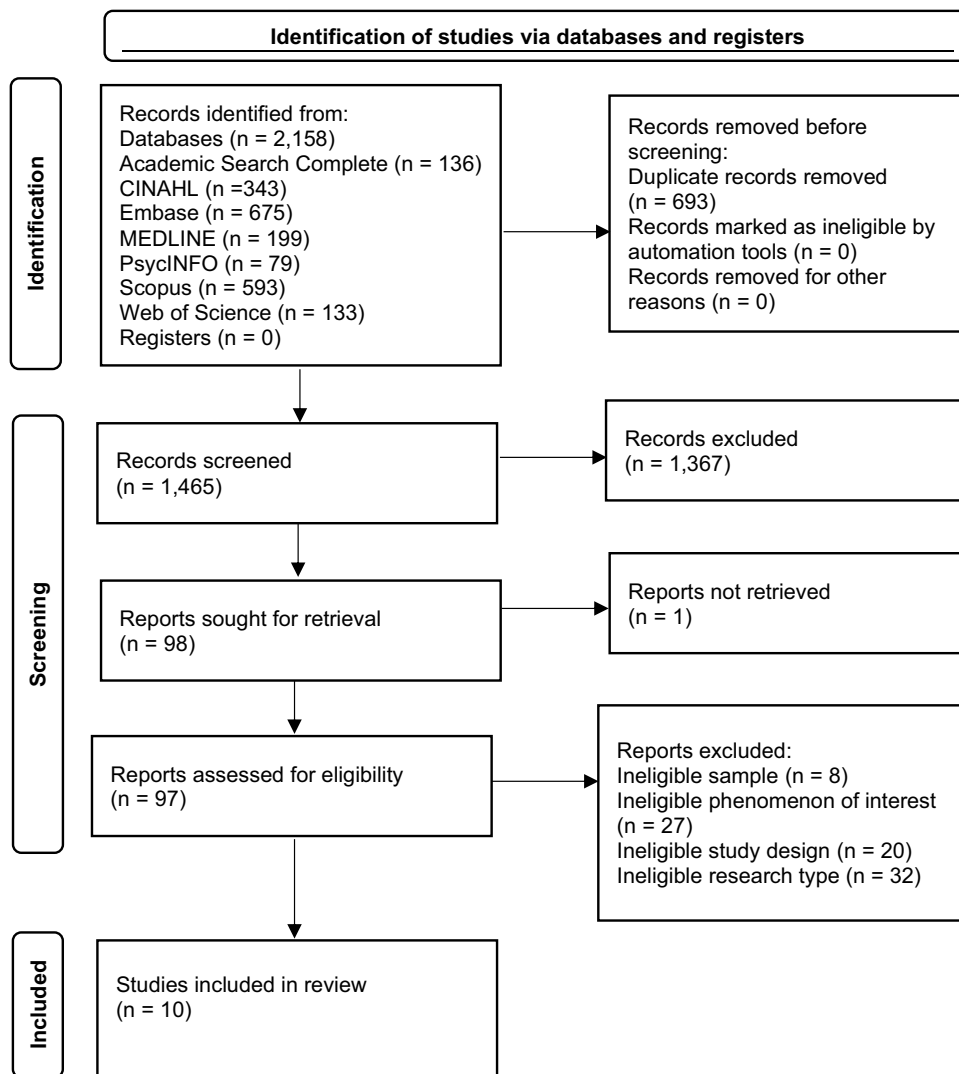 Identification of studies via databases and registers
Identification
Records identified from:
Databases (n = 2,158)
Academic Search Complete (n = 136)
CINAHL (n =343)
Embase (n = 675)
MEDLINE (n = 199)
PsycINFO (n = 79)
Scopus (n = 593)
Web of Science (n = 133)
Registers (n = 0)
Records removed before
screening:
Duplicate records removed
(n = 693)
Records marked as ineligible by
automation tools (n = 0)
Records removed for other
reasons (n = 0)
Screening
Records screened
(n = 1,465)
Records excluded
(n = 1,367)
Reports sought for retrieval
(n = 98)
Reports not retrieved
(n = 1)
Reports assessed for eligibility
(n = 97)
Reports excluded:
Ineligible sample (n = 8)
Ineligible phenomenon of interest
(n = 27)
Ineligible study design (n = 20)
Ineligible research type (n = 32)
Included
Studies included in review
(n = 10)